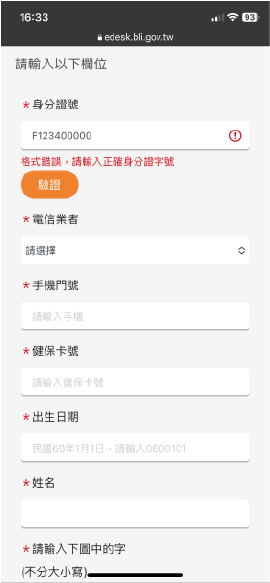 16:33
93
edesk.bli.gov.tw
請輸入以下欄位
* 身分證號
F123400000
格式錯誤，請輸入正確身分證字號
驗證
* 電信業者
請選擇
* 手機門號
請輸入手機
* 健保卡號
請輸入健保卡卡號
* 出生日期
民國60年1月1日，請輸入0600101
* 姓名
* 請輸入下圖中的字
(不分大小寫)